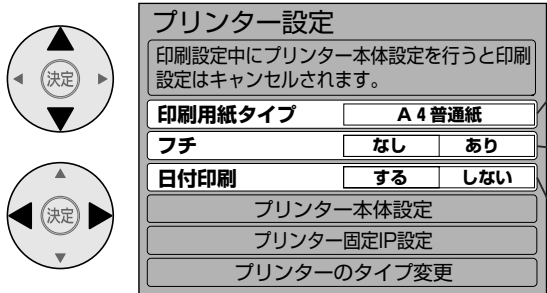 プリンター設定
印刷設定中にプリンター本体設定を行うと印刷
設定はキャンセルされます。
決定
印刷用紙タイプ A4普通紙
フチ なし あり
日付印刷 する しない
決定
プリンター本体設定
プリンター固定IP設定
プリンターのタイプ変更